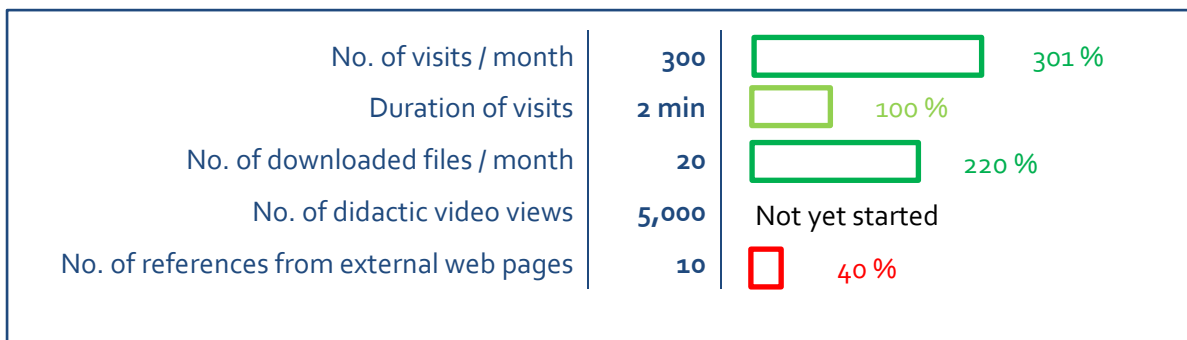 No. of visits / month 300 301 %
Duration of visits 2 min 100 %
No. of downloaded files / month 20 220 %
No. of didactic video views 5,000 Not yet started
No. of references from external web pages 10 40 %